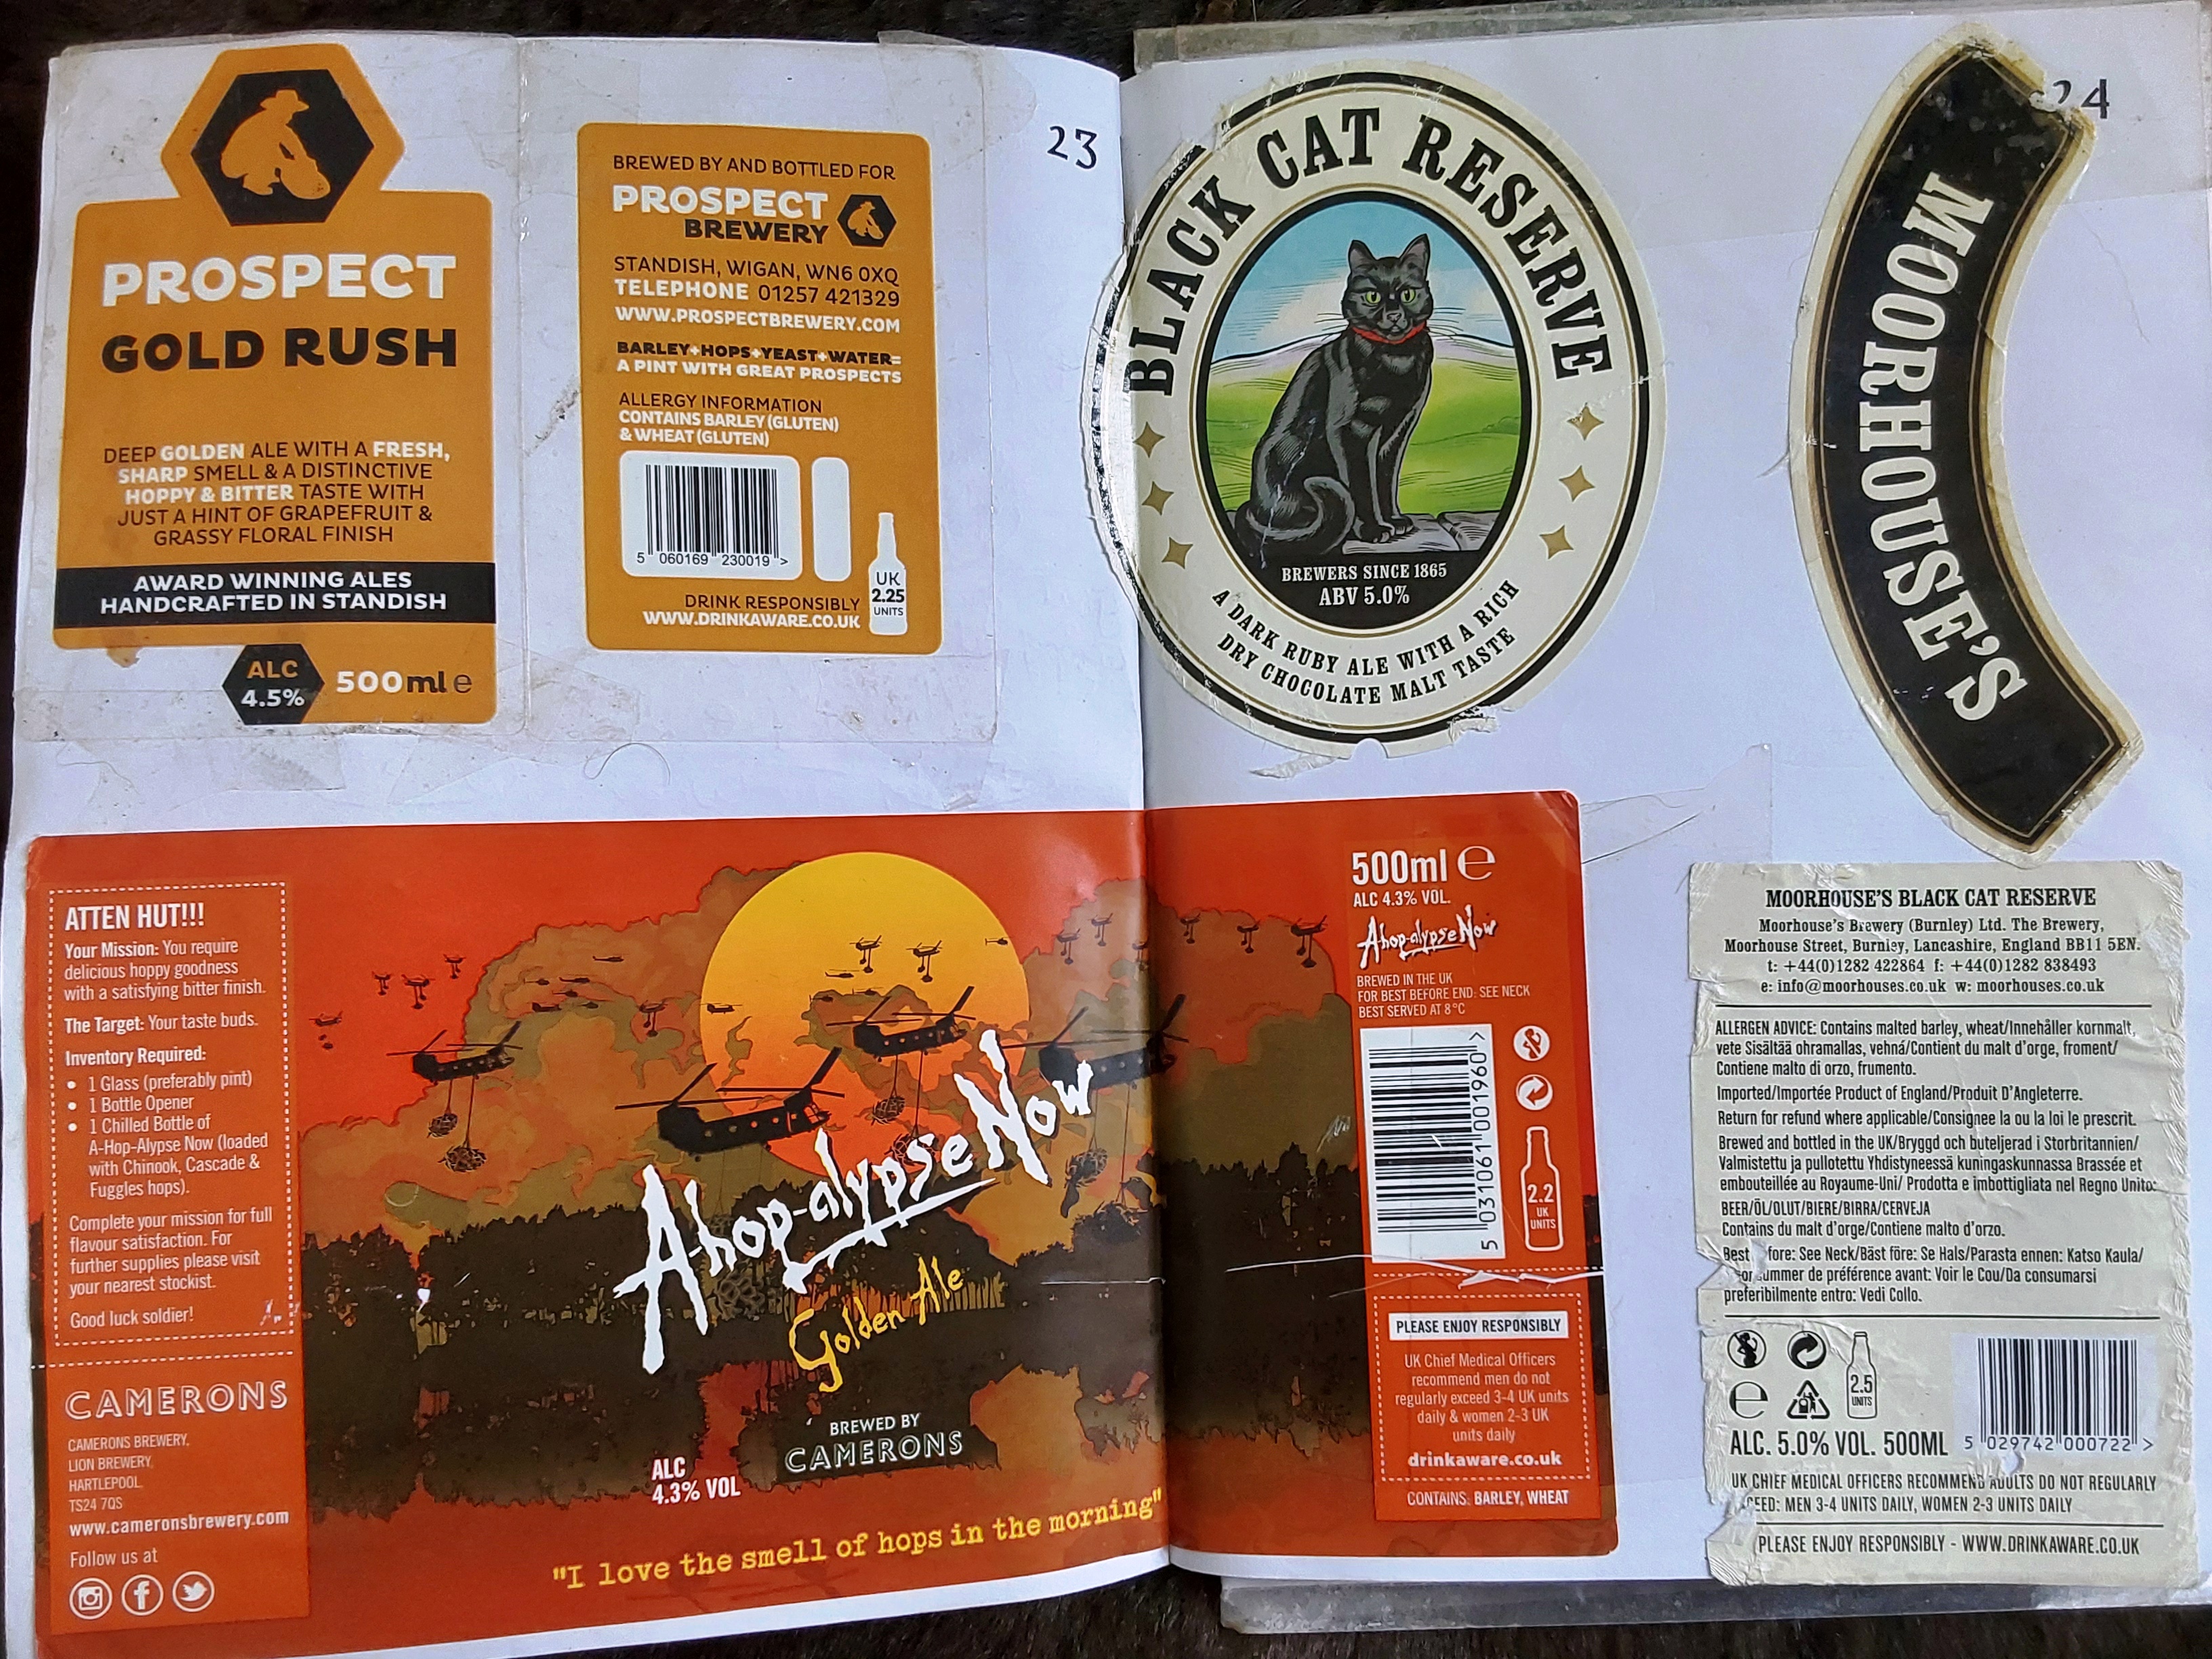 PROSPECT
GOLD RUSH
DEEP GOLDEN ALE WITH A FRESH,
SHARP SMELL & A DISTINCTIVE
HOPPY & BITTER TASTE WITH
JUST A HINT OF GRAPEFRUIT &
GRASSY FLORAL FINISH
AWARD WINNING ALES
HANDCRAFTED IN STANDISH
ALC
4.5%
500ml e
BREWED BY AND BOTTLED FOR
PROSPECT
BREWERY
STANDISH, WIGAN, WN6 0XQ
TELEPHONE 01257 421329
WWW.PROSPECTBREWERY.COM
BARLEY+HOPS+YEAST+WATER=
A PINT WITH GREAT PROSPECTS
ALLERGY INFORMATION
CONTAINS BARLEY (GLUTEN)
& WHEAT (GLUTEN)
5 060169 230019 >
UK
2.25
UNITS
DRINK RESPONSIBLY
WWW.DRINKAWARE.CO.UK
23
ATTEN HUT!!!
Your Mission: You require
delicious hoppy goodness
with a satisfying bitter finish.
The Target: Your taste buds.
Inventory Required:
• 1 Glass (preferably pint)
• 1 Bottle Opener
• 1 Chilled Bottle of
A-Hop-Alypse Now (loaded
with Chinook, Cascade &
Fuggles hops).
Complete your mission for full
flavour satisfaction. For
further supplies please visit
your nearest stockist.
Good luck soldier!
CAMERONS
CAMERONS BREWERY,
LION BREWERY,
HARTLEPOOL,
TS24 7QS
www.cameronsbrewery.com
Follow us at
A-hop-alypse Now
Golden Ale
BREWED BY
CAMERONS
ALC
4.3% VOL
"I love the smell of hops in the morning"
500ml e
ALC 4.3% VOL.
A-hop-alypse Now
BREWED IN THE UK
FOR BEST BEFORE END: SEE NECK
BEST SERVED AT 8°C
5 031061 001960 >
2.2
UK
UNITS
PLEASE ENJOY RESPONSIBLY
UK Chief Medical Officers
recommend men do not
regularly exceed 3-4 UK units
daily & women 2-3 UK
units daily
drinkaware.co.uk
CONTAINS: BARLEY, WHEAT
24
BLACK CAT RESERVE
BREWERS SINCE 1865
ABV 5.0%
A DARK RUBY ALE WITH A RICH
DRY CHOCOLATE MALT TASTE
MOORHOUSE'S
MOORHOUSE'S BLACK CAT RESERVE
Moorhouse's Brewery (Burnley) Ltd. The Brewery,
Moorhouse Street, Burnley, Lancashire, England BB11 5EN.
t: +44(0)1282 422864 f: +44(0)1282 838493
e: info@moorhouses.co.uk w: moorhouses.co.uk
ALLERGEN ADVICE: Contains malted barley, wheat/Innehåller kornmalt,
vete Sisältää ohramallas, vehná/Contient du malt d'orge, froment/
Contiene malto di orzo, frumento.
Imported/Importée Product of England/Produit D'Angleterre.
Return for refund where applicable/Consignee la ou la loi le prescrit.
Brewed and bottled in the UK/Bryggd och buteljerad i Storbritannien/
Valmistettu ja pullotettu Yhdistyneessä kuningaskunnassa Brassée et
embouteillée au Royaume-Uni/ Prodotta e imbottigliata nel Regno Unito:
BEER/ÖL/OLUT/BIERE/BIRRA/CERVEJA
Contains du malt d'orge/Contiene malto d'orzo.
Best fore: See Neck/Bäst före: Se Hals/Parasta ennen: Katso Kaula/
ummer de préférence avant: Voir le Cou/Da consumarsi
preferibilmente entro: Vedi Collo.
e
2.5
UNITS
ALC. 5.0% VOL. 500ML
5 029742 000722 >
UK CHIEF MEDICAL OFFICERS RECOMMEND ADULTS DO NOT REGULARLY
CEED: MEN 3-4 UNITS DAILY, WOMEN 2-3 UNITS DAILY
PLEASE ENJOY RESPONSIBLY - WWW.DRINKAWARE.CO.UK